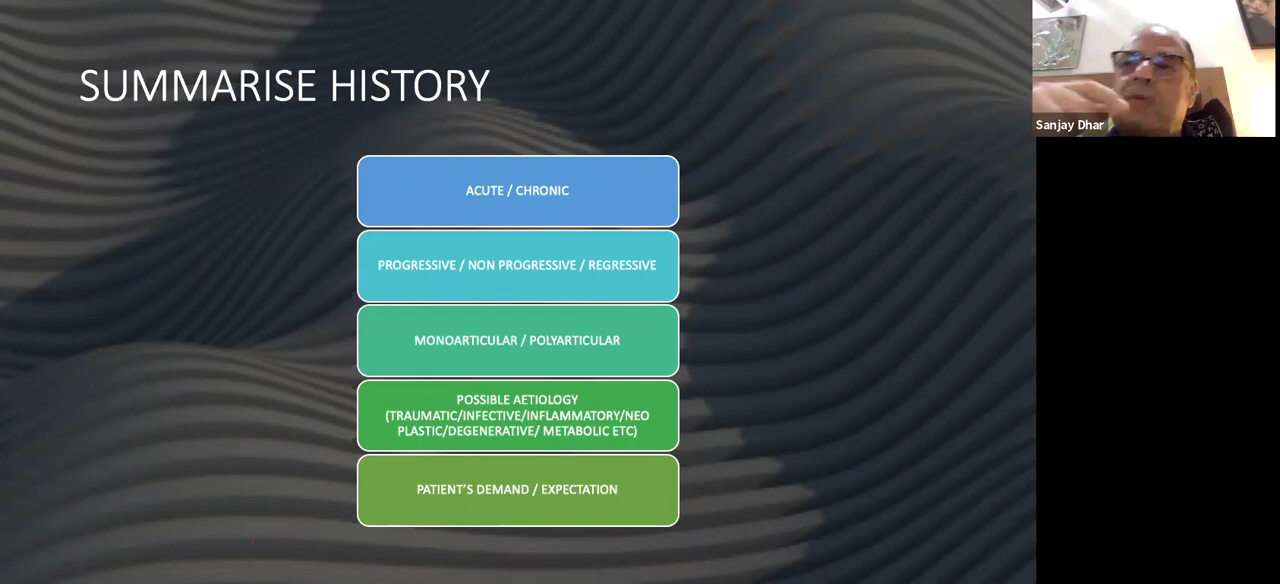 SUMMARISE HISTORY
ACUTE / CHRONIC
PROGRESSIVE / NON PROGRESSIVE / REGRESSIVE
MONOARTICULAR / POLYARTICULAR
POSSIBLE AETIOLOGY
(TRAUMATIC/INFECTIVE/INFLAMMATORY/NEO
PLASTIC/DEGENERATIVE/ METABOLIC ETC)
PATIENT'S DEMAND / EXPECTATION
Sanjay Dhar